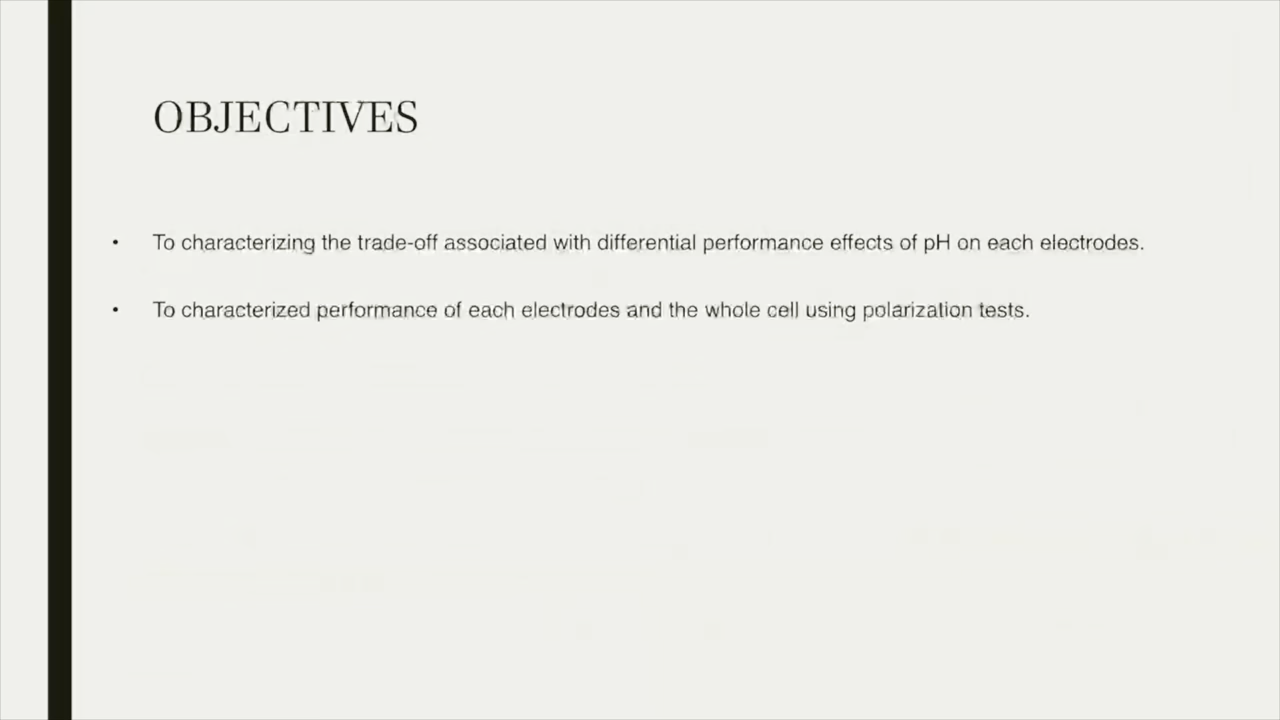 OBJECTIVES
• To characterizing the trade-off associated with differential performance effects of pH on each electrodes.
• To characterized performance of each electrodes and the whole cell using polarization tests.